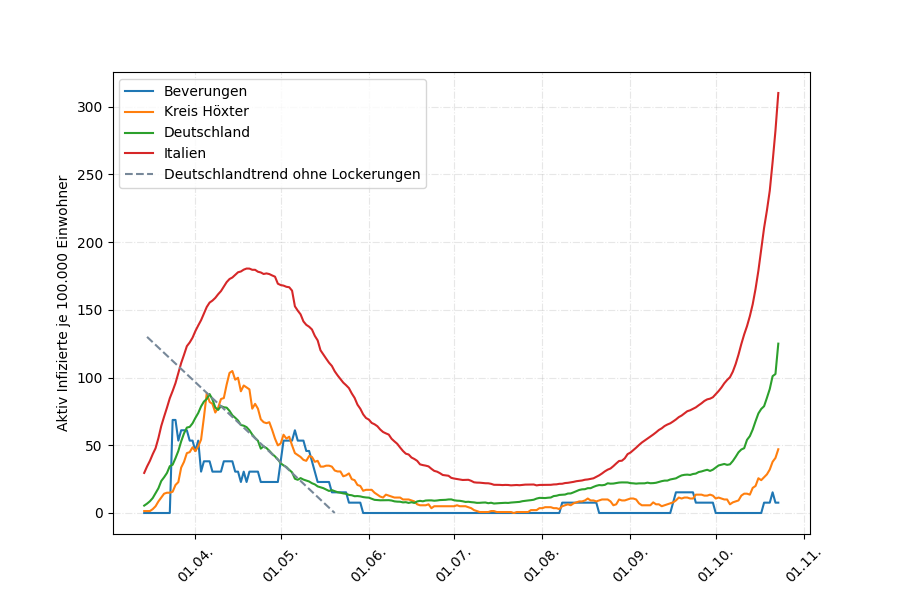 Beverungen
Kreis Höxter
Deutschland
Italien
Deutschlandtrend ohne Lockerungen
Aktiv Infizierte je 100.000 Einwohner
300
250
200
150
100
50
0
01.04.
01.05.
01.06.
01.07.
01.08.
01.09.
01.10.
01.11.